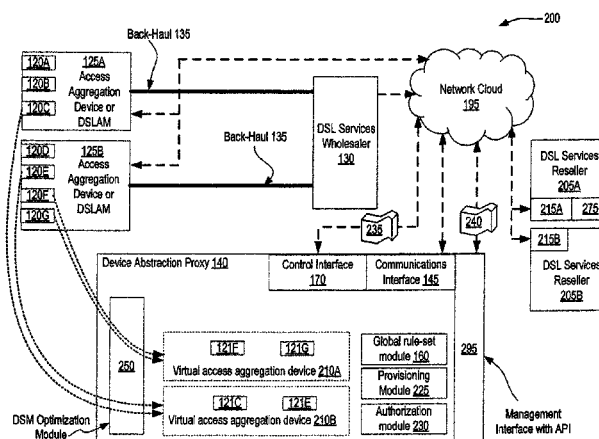 200
Back-Haul 135
120A
125A
120B
Access
120C
Aggregation
Device or
DSLAM
120D
125B
120E
Access
120F
Aggregation
120G
Device or
DSLAM
Back-Haul 135
DSL Services
Wholesaler
130
Network Cloud
195
DSL Services
Reseller
205A
215A
275
215B
DSL Services
Reseller
205B
235
240
Device Abstraction Proxy 140
Control Interface
170
Communications
Interface 145
295
250
121F
121G
Virtual access aggregation device 210A
121C
121E
Virtual access aggregation device 210B
Global rule-set
module 160
Provisioning
Module 225
Authorization
module 230
DSM Optimization
Module
Management
Interface with API